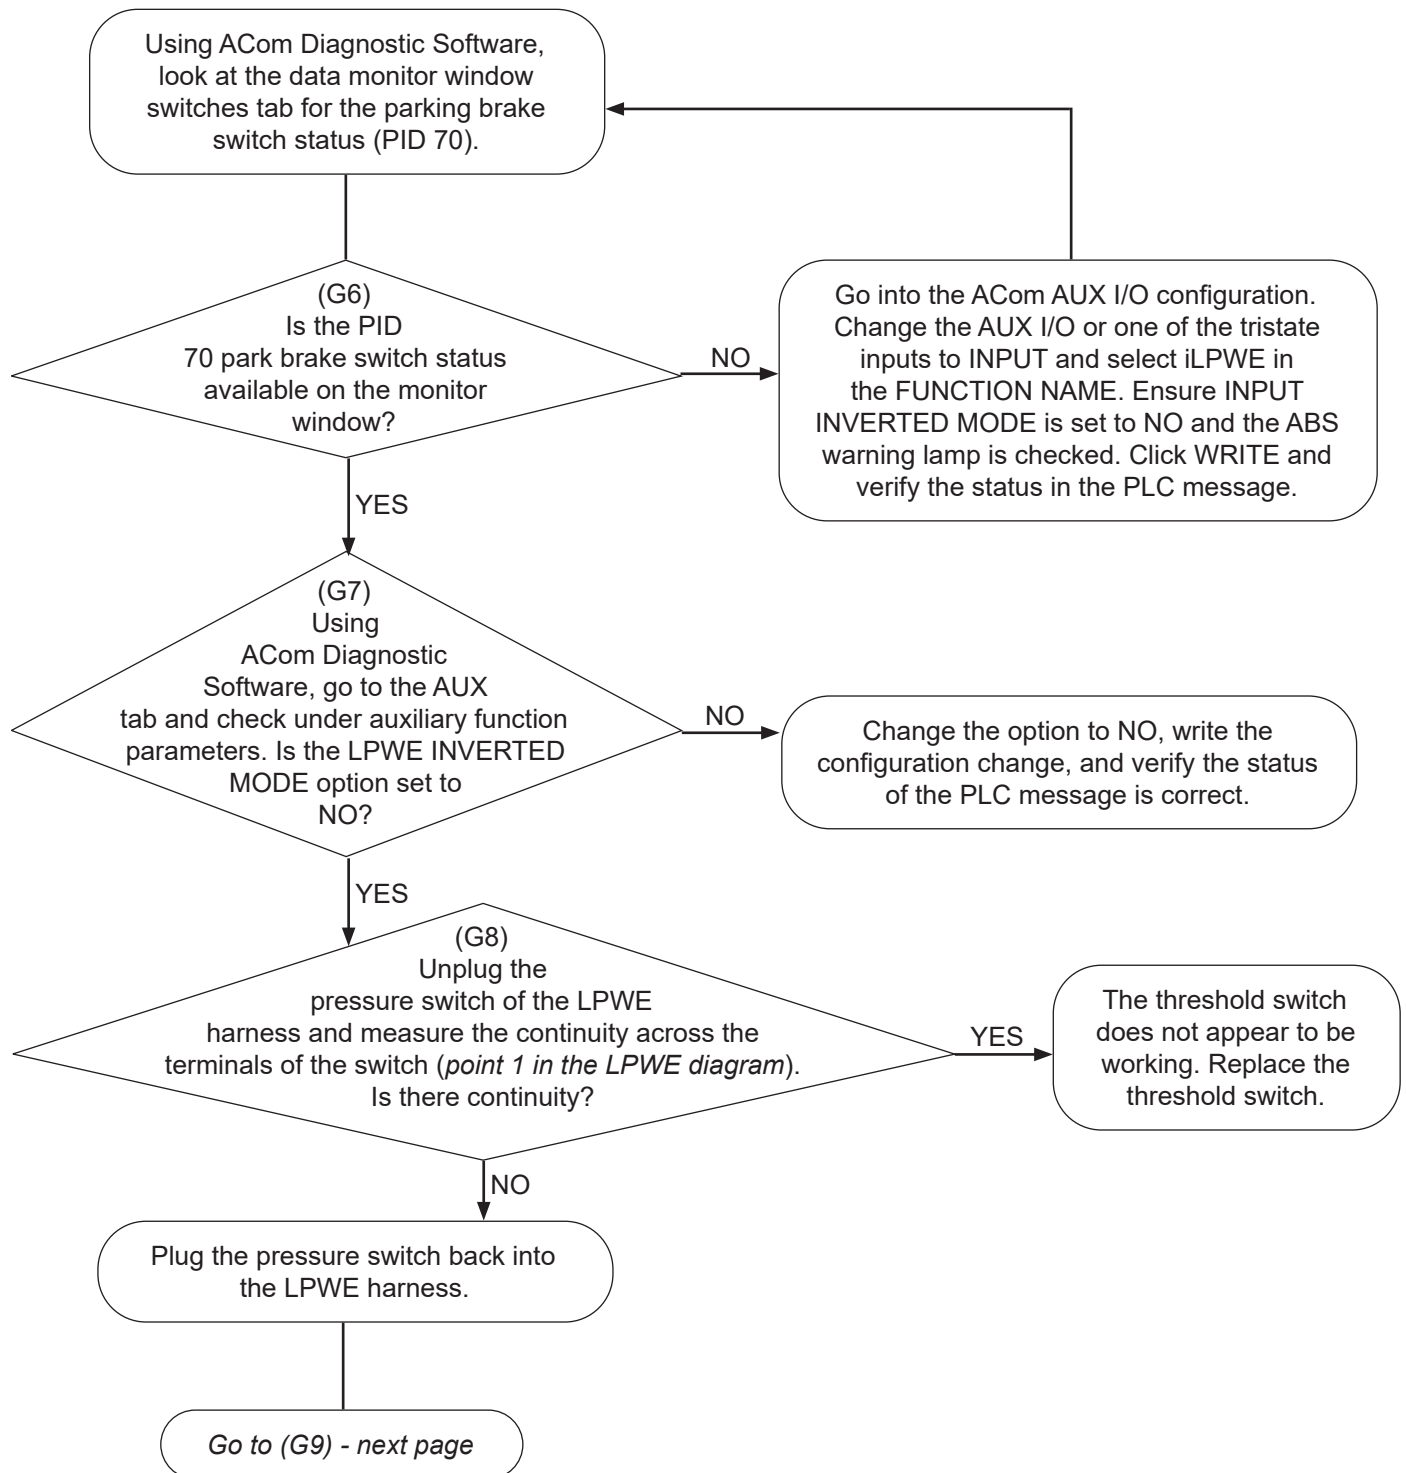 Using ACom Diagnostic Software,
look at the data monitor window
switches tab for the parking brake
switch status (PID 70).
(G6)
Is the PID
70 park brake switch status
available on the monitor
window?
NO
Go into the ACom AUX I/O configuration.
Change the AUX I/O or one of the tristate
inputs to INPUT and select iLPWE in
the FUNCTION NAME. Ensure INPUT
INVERTED MODE is set to NO and the ABS
warning lamp is checked. Click WRITE and
verify the status in the PLC message.
YES
(G7)
Using
ACom Diagnostic
Software, go to the AUX
tab and check under auxiliary function
parameters. Is the LPWE INVERTED
MODE option set to
NO?
NO
Change the option to NO, write the
configuration change, and verify the status
of the PLC message is correct.
YES
(G8)
Unplug the
pressure switch of the LPWE
harness and measure the continuity across the
terminals of the switch (point 1 in the LPWE diagram).
Is there continuity?
YES
The threshold switch
does not appear to be
working. Replace the
threshold switch.
NO
Plug the pressure switch back into
the LPWE harness.
Go to (G9) - next page